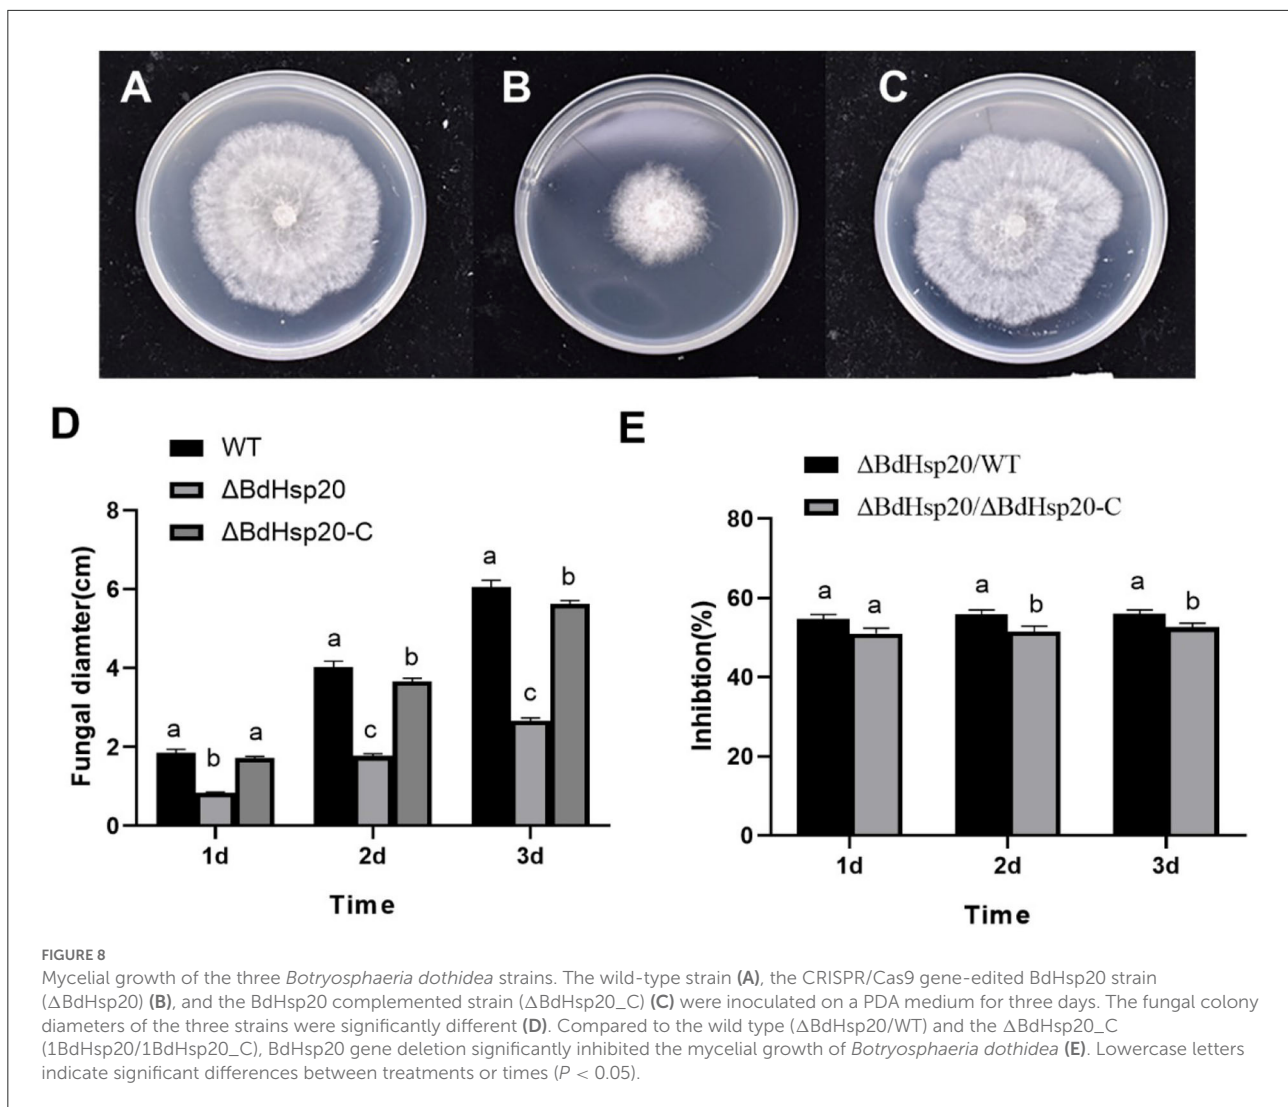 A
B
C
D
WT
ΔBdHsp20
ΔBdHsp20-C
Fungal diamter(cm)
8
6
4
2
0
a
b
a
a
c
b
a
c
b
1d
2d
3d
Time
E
ΔBdHsp20/WT
ΔBdHsp20/ΔBdHsp20-C
Inhibtion(%)
80
60
40
20
0
a
a
a
b
a
b
1d
2d
3d
Time
FIGURE 8
Mycelial growth of the three Botryosphaeria dothidea strains. The wild-type strain (A), the CRISPR/Cas9 gene-edited BdHsp20 strain
(ΔBdHsp20) (B), and the BdHsp20 complemented strain (ΔBdHsp20_C) (C) were inoculated on a PDA medium for three days. The fungal colony
diameters of the three strains were significantly different (D). Compared to the wild type (ΔBdHsp20/WT) and the ΔBdHsp20_C
(1BdHsp20/1BdHsp20_C), BdHsp20 gene deletion significantly inhibited the mycelial growth of Botryosphaeria dothidea (E). Lowercase letters
indicate significant differences between treatments or times (P < 0.05).